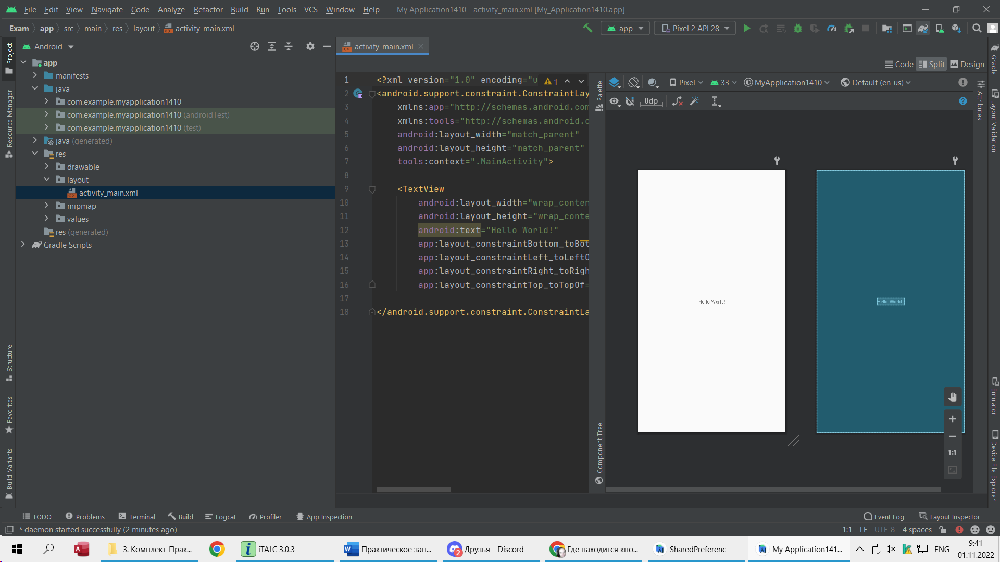 File Edit View Navigate Code Analyze Refactor Build Run Tools VCS Window Help My Application1410 - activity_main.xml [My_Application1410.app]
Exam app src main res layout activity_main.xml app Pixel 2 API 28
Project
Android
activity_main.xml
Code Split Design
app
manifests
java
com.example.myapplication1410
com.example.myapplication1410 (androidTest)
com.example.myapplication1410 (test)
java (generated)
res
drawable
layout
activity_main.xml
mipmap
values
res (generated)
Gradle Scripts
Resource Manager
Structure
Favorites
Build Variants
1 <?xml version="1.0" encoding="u 1
2 <android.support.constraint.ConstraintLay
3 xmlns:app="http://schemas.android.com
4 xmlns:tools="http://schemas.android.c
5 android:layout_width="match_parent"
6 android:layout_height="match_parent"
7 tools:context=".MainActivity">
8
9 <TextView
10 android:layout_width="wrap_conten
11 android:layout_height="wrap_conte
12 android:text="Hello World!"
13 app:layout_constraintBottom_toBot
14 app:layout_constraintLeft_toLeftO
15 app:layout_constraintRight_toRigh
16 app:layout_constraintTop_toTopOf=
17
18 </android.support.constraint.ConstraintLa
Palette
Component Tree
Pixel 33 MyApplication1410 Default (en-us)
0dp
Hello World!
Hello World!
1:1
Attributes
Gradle
Layout Validation
Emulator
Device File Explorer
TODO Problems Terminal Build Logcat Profiler App Inspection Event Log Layout Inspector
* daemon started successfully (2 minutes ago) 1:1 LF UTF-8 4 spaces
3. Комплект_Прак... iTALC 3.0.3 Практическое зан... Друзья - Discord Где находится кно... SharedPreferenc My Application141... ENG
2
9:41
01.11.2022